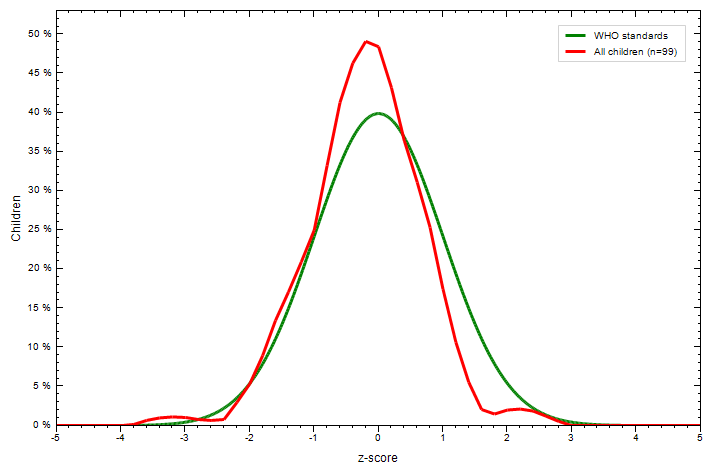 50 %
45 %
40 %
35 %
30 %
25 %
20 %
15 %
10 %
5 %
0 %
Children
WHO standards
All children (n=99)
-5 -4 -3 -2 -1 0 1 2 3 4 5
z-score